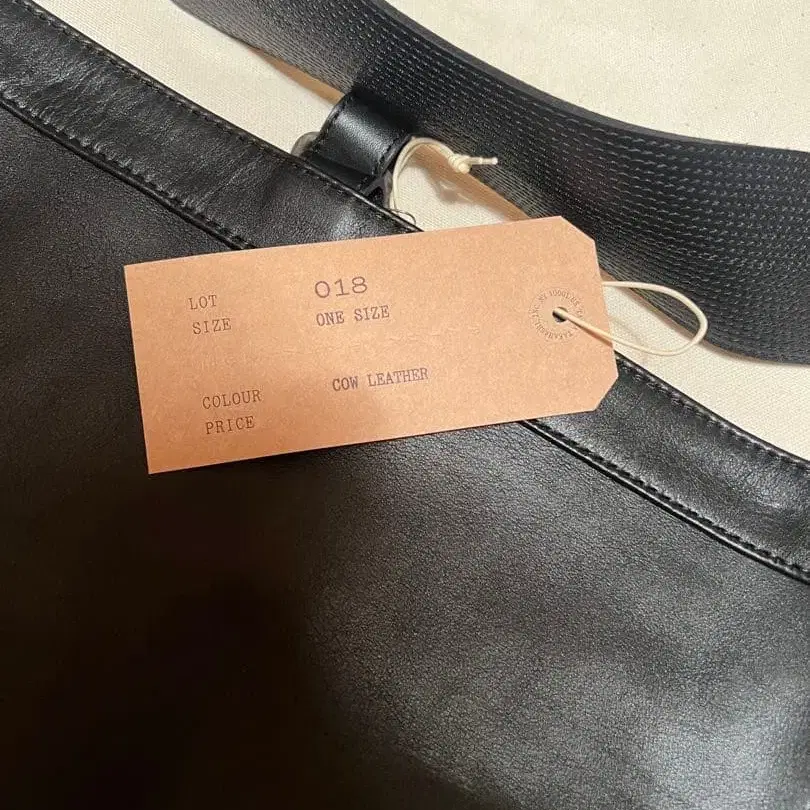 LOT 018
SIZE ONE SIZE
COLOUR COW LEATHER
PRICE